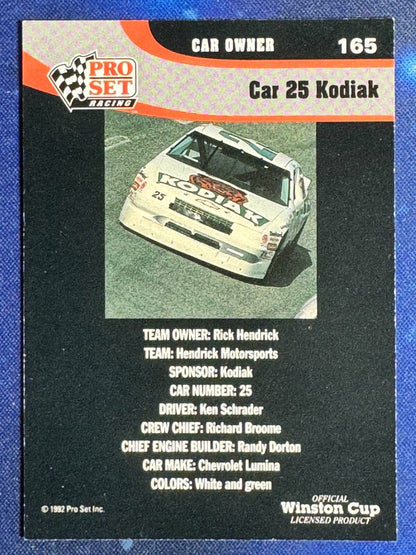 CAR OWNER 165
PRO
SET
RACING
Car 25 Kodiak
KODIAK
25
TEAM OWNER: Rick Hendrick
TEAM: Hendrick Motorsports
SPONSOR: Kodiak
CAR NUMBER: 25
DRIVER: Ken Schrader
CREW CHIEF: Richard Broome
CHIEF ENGINE BUILDER: Randy Dorton
CAR MAKE: Chevrolet Lumina
COLORS: White and green
© 1992 Pro Set Inc.
OFFICIAL
Winston Cup
LICENSED PRODUCT